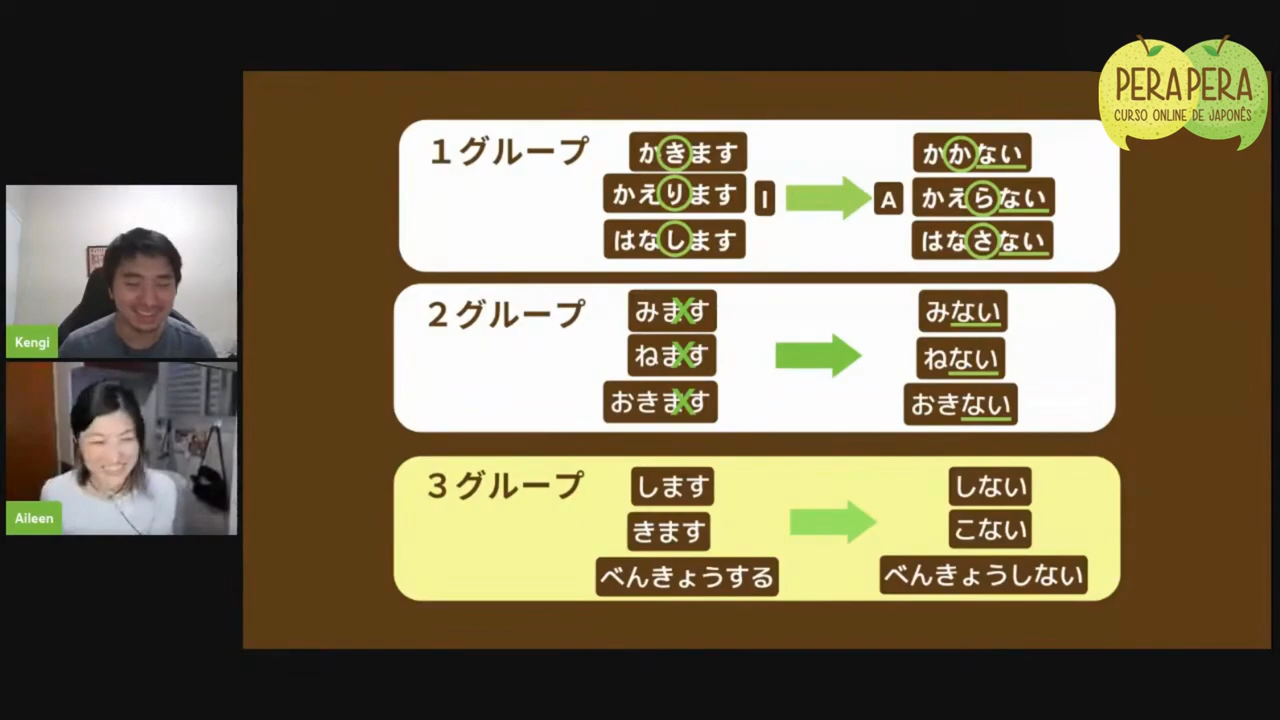 PERA PERA
CURSO ONLINE DE JAPONÊS
1グループ
かきます
かかない
かえります
I
A
かえらない
はなします
はなさない
2グループ
みます
みない
ねます
ねない
おきます
おきない
3グループ
します
しない
きます
こない
べんきょうする
べんきょうしない
Kengi
Aileen